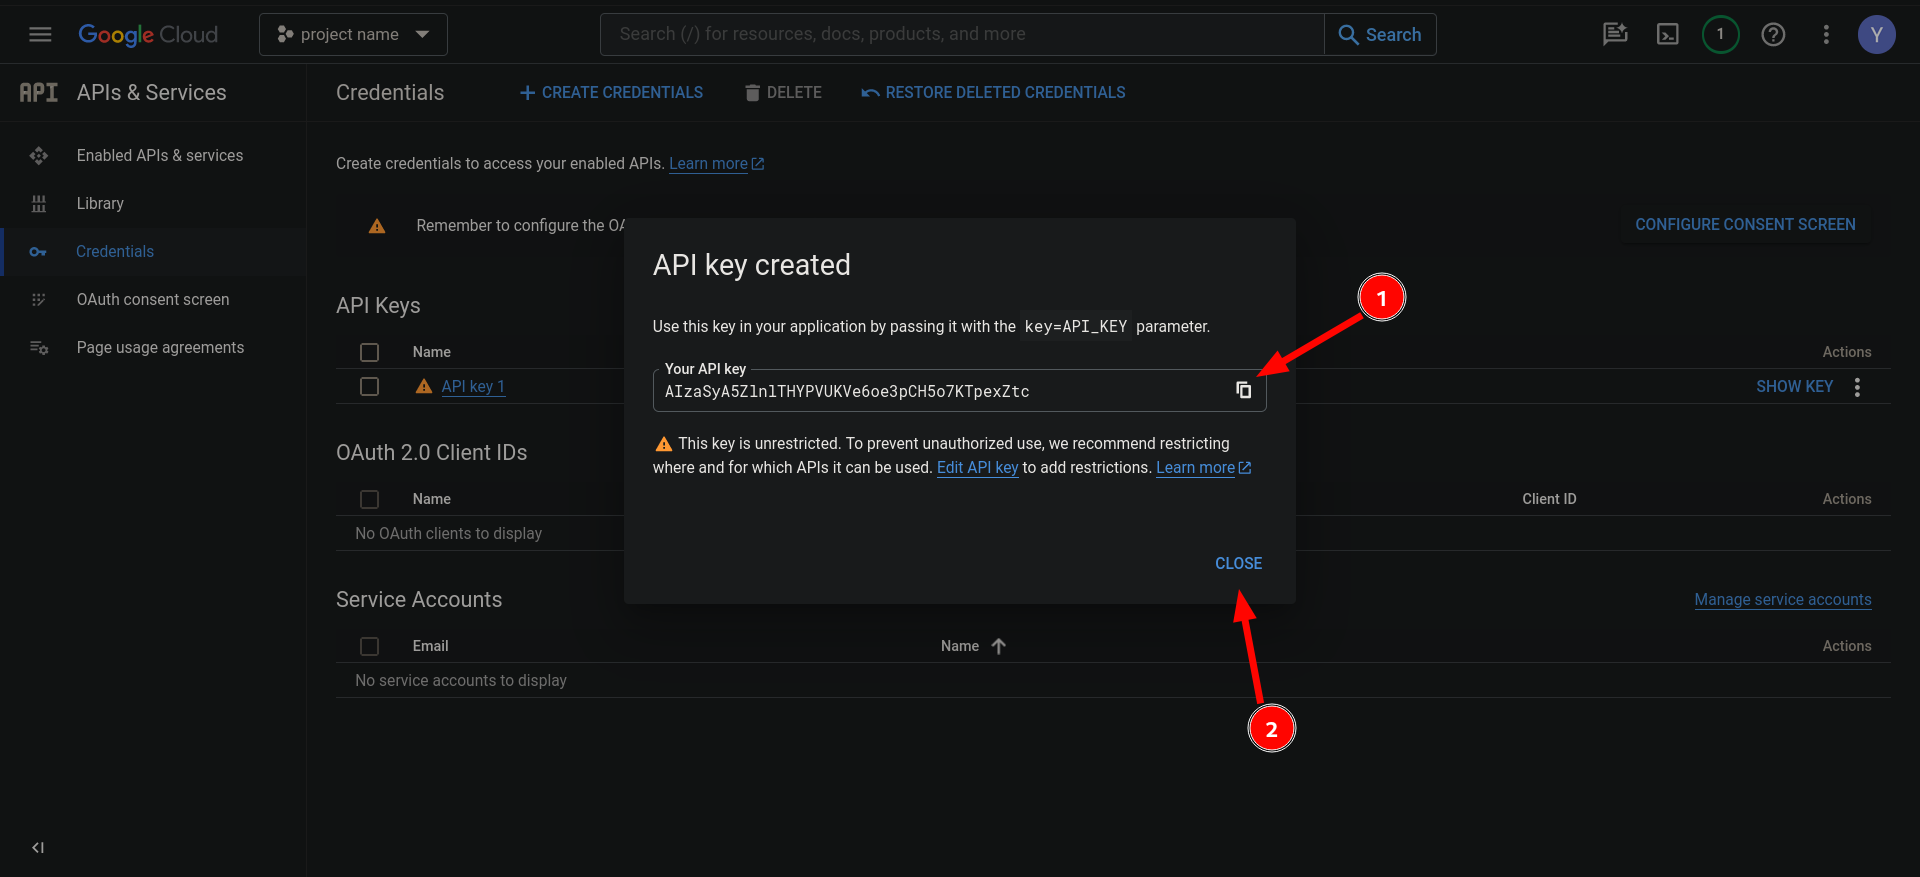 Google Cloud
project name
Search (/) for resources, docs, products, and more
Search
1
Y
API
APIs & Services
Credentials
CREATE CREDENTIALS
DELETE
RESTORE DELETED CREDENTIALS
Enabled APIs & services
Library
Credentials
OAuth consent screen
Page usage agreements
Create credentials to access your enabled APIs. Learn more
Remember to configure the OA
CONFIGURE CONSENT SCREEN
API Keys
Name
Actions
API key 1
SHOW KEY
OAuth 2.0 Client IDs
Name
Client ID
Actions
No OAuth clients to display
Service Accounts
Manage service accounts
Email
Name
Actions
No service accounts to display
API key created
Use this key in your application by passing it with the key=API_KEY parameter.
Your API key
AIzaSyA5ZlnlTHYPVUKVe6oe3pCH5o7KTpexZtc
This key is unrestricted. To prevent unauthorized use, we recommend restricting
where and for which APIs it can be used. Edit API key to add restrictions. Learn more
CLOSE
1
2